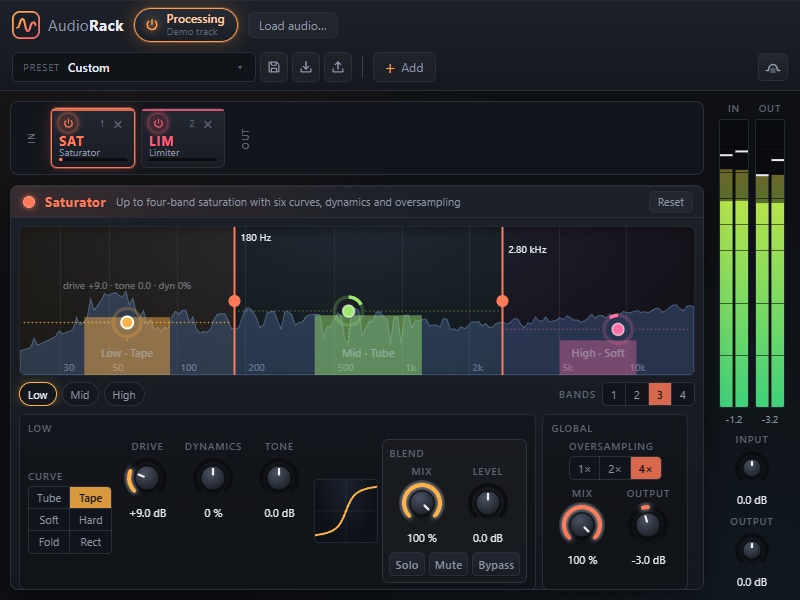 AudioRack
Processing
Demo track
Load audio...
PRESET Custom
+ Add
IN
SAT
1
Saturator
LIM
2
Limiter
OUT
IN OUT
Saturator Up to four-band saturation with six curves, dynamics and oversampling
Reset
180 Hz
2.80 kHz
drive +9.0 · tone 0.0 · dyn 0%
Low · Tape
Mid · Tube
High · Soft
30 50 100 200 500 1k 2k 5k 10k
Low Mid High
BANDS 1 2 3 4
LOW
CURVE
Tube Tape
Soft Hard
Fold Rect
DRIVE DYNAMICS TONE
+9.0 dB 0 % 0.0 dB
BLEND
MIX LEVEL
100 % 0.0 dB
Solo Mute Bypass
GLOBAL
OVERSAMPLING
1× 2× 4×
MIX OUTPUT
100 % -3.0 dB
-1.2 -3.2
INPUT
0.0 dB
OUTPUT
0.0 dB